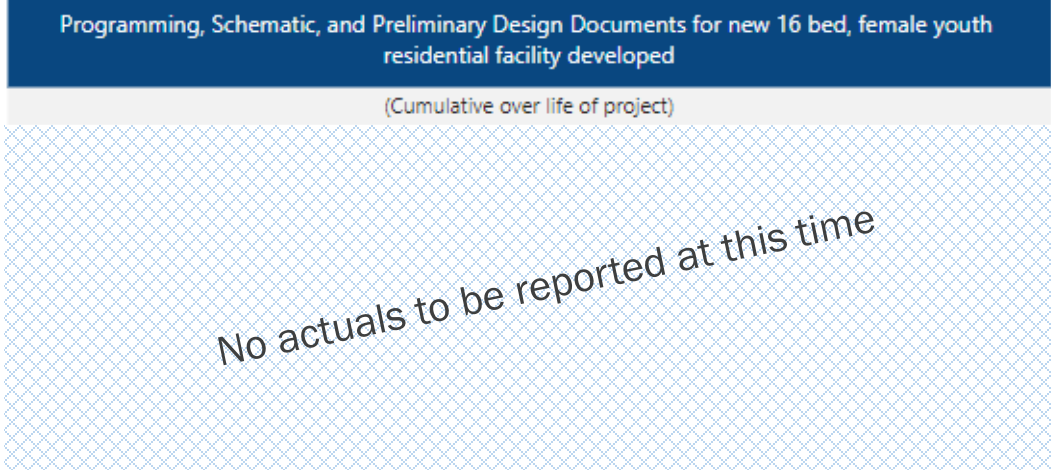 Programming, Schematic, and Preliminary Design Documents for new 16 bed, female youth
residential facility developed
(Cumulative over life of project)
No actuals to be reported at this time